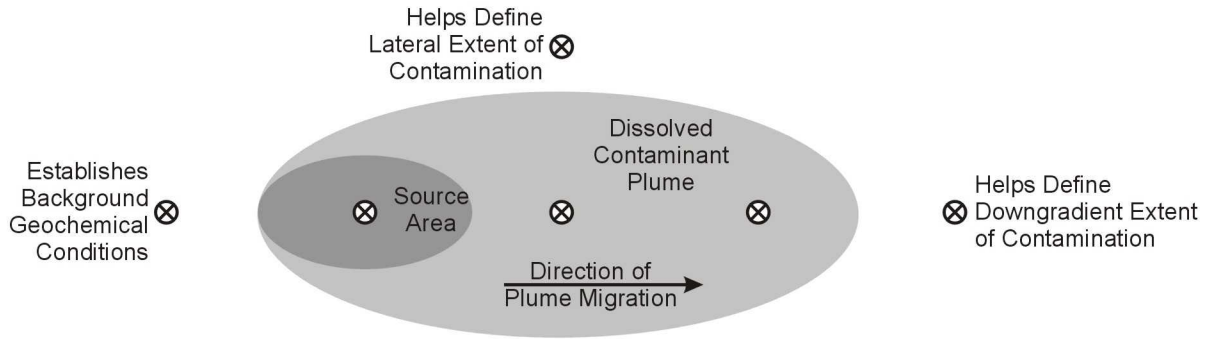 Helps Define
Lateral Extent of
Contamination
Dissolved
Contaminant
Plume
Establishes
Background
Geochemical
Conditions
Source
Area
Helps Define
Downgradient Extent
of Contamination
Direction of
Plume Migration